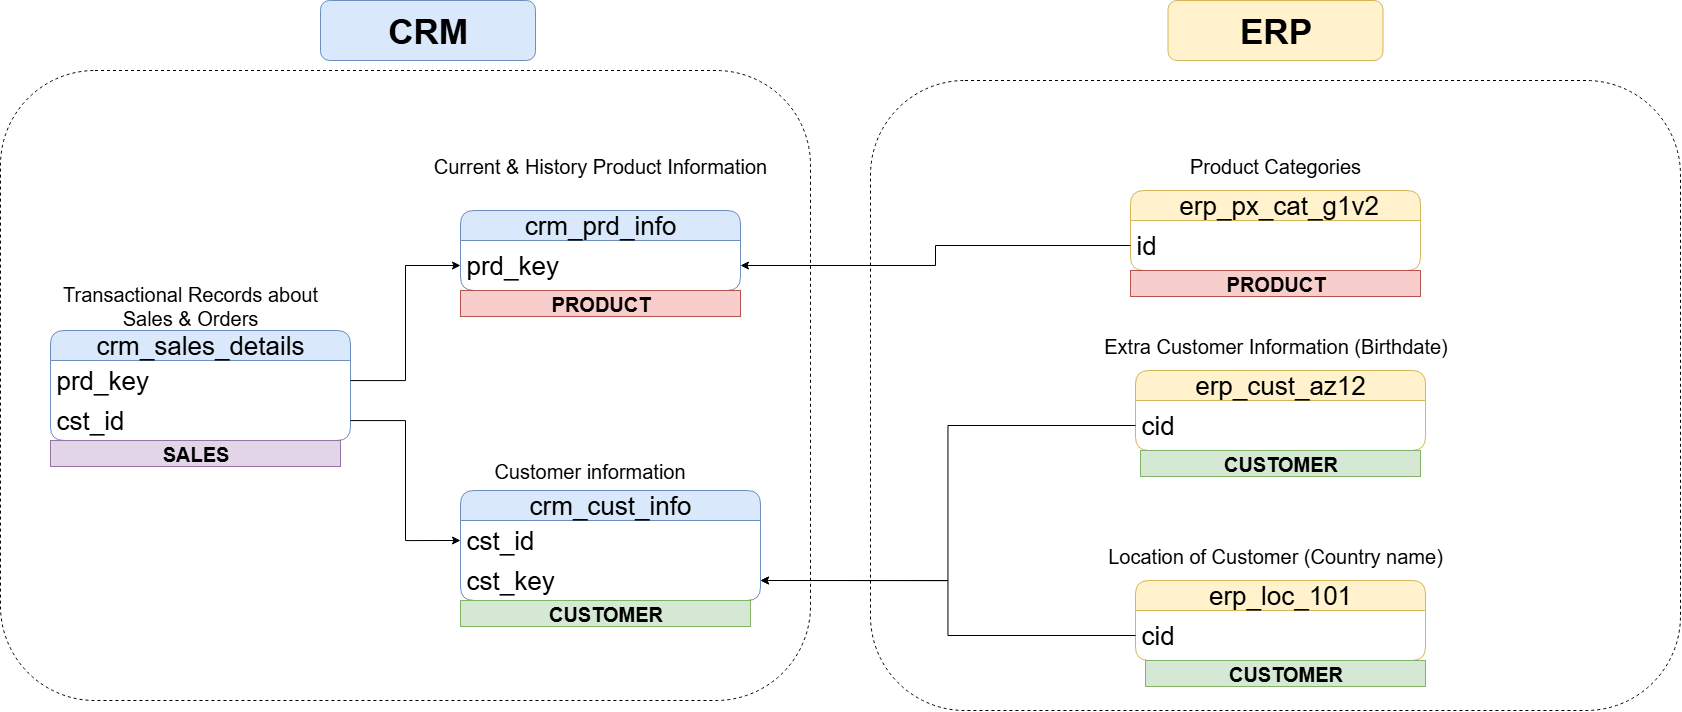 CRM
Current & History Product Information
crm_prd_info
prd_key
PRODUCT
Transactional Records about
Sales & Orders
crm_sales_details
prd_key
cst_id
SALES
Customer information
crm_cust_info
cst_id
cst_key
CUSTOMER
ERP
Product Categories
erp_px_cat_g1v2
id
PRODUCT
Extra Customer Information (Birthdate)
erp_cust_az12
cid
CUSTOMER
Location of Customer (Country name)
erp_loc_101
cid
CUSTOMER